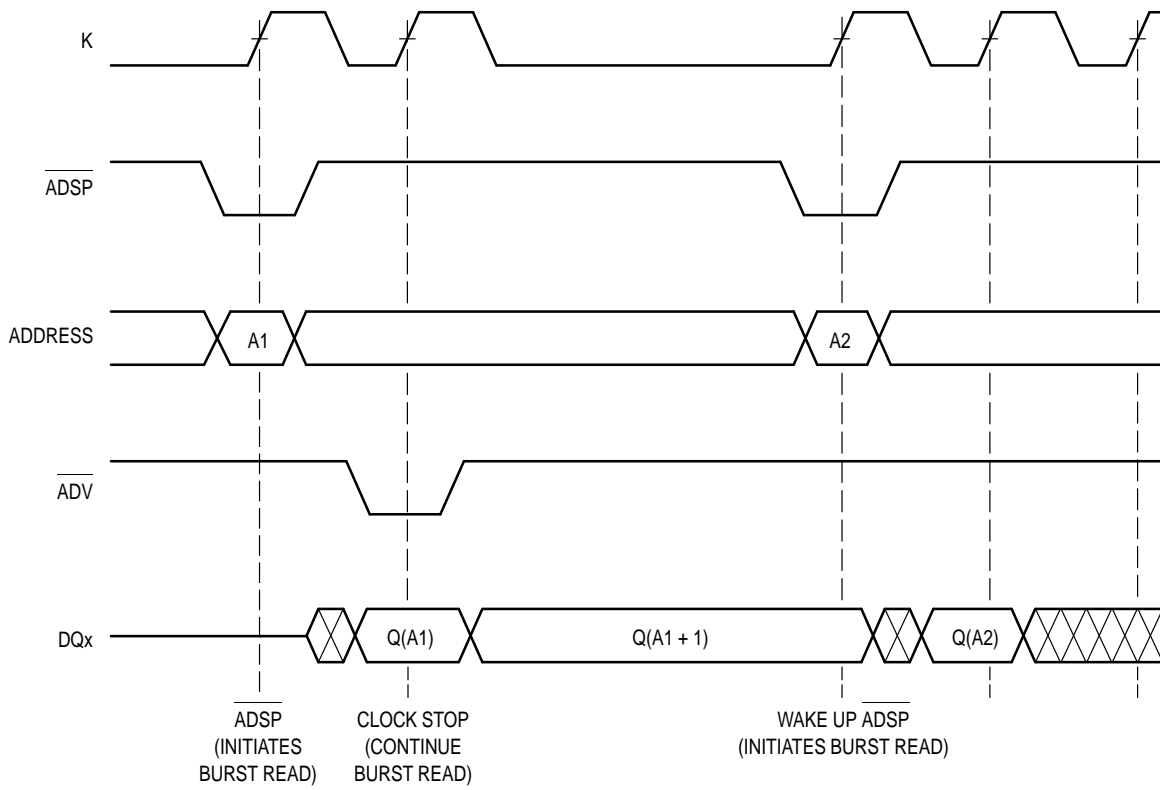 K
ADSP
ADDRESS
A1
A2
ADV
DQx
Q(A1)
Q(A1 + 1)
Q(A2)
ADSP
(INITIATES
BURST READ)
CLOCK STOP
(CONTINUE
BURST READ)
WAKE UP ADSP
(INITIATES BURST READ)